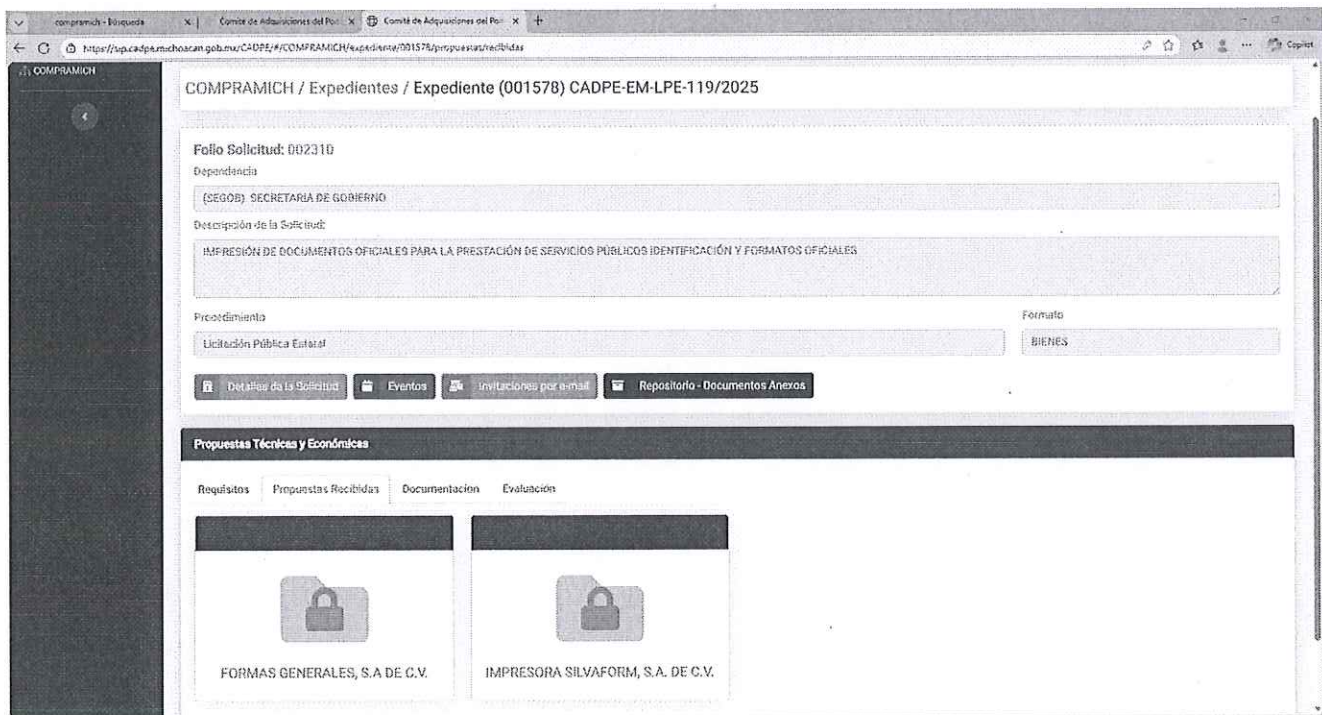 compramich - Búsqueda
Comité de Adquisiciones del Po
Comité de Adquisiciones del Po
https://sip.cadpe.michoacan.gob.mx/CADPE/#/COMPRAMICH/expediente/001578/propuestas/recibidas
Copilot
COMPRAMICH
COMPRAMICH / Expedientes / Expediente (001578) CADPE-EM-LPE-119/2025
Folio Solicitud: 002310
Dependencia
(SEGOB) SECRETARIA DE GOBIERNO
Descripción de la Solicitud:
IMPRESIÓN DE DOCUMENTOS OFICIALES PARA LA PRESTACIÓN DE SERVICIOS PÚBLICOS IDENTIFICACIÓN Y FORMATOS OFICIALES
Procedimiento
Formato
Licitación Pública Estatal
BIENES
Detalles de la Solicitud
Eventos
Invitaciones por e-mail
Repositorio - Documentos Anexos
Propuestas Técnicas y Económicas
Requisitos
Propuestas Recibidas
Documentacion
Evaluación
FORMAS GENERALES, S.A DE C.V.
IMPRESORA SILVAFORM, S.A. DE C.V.